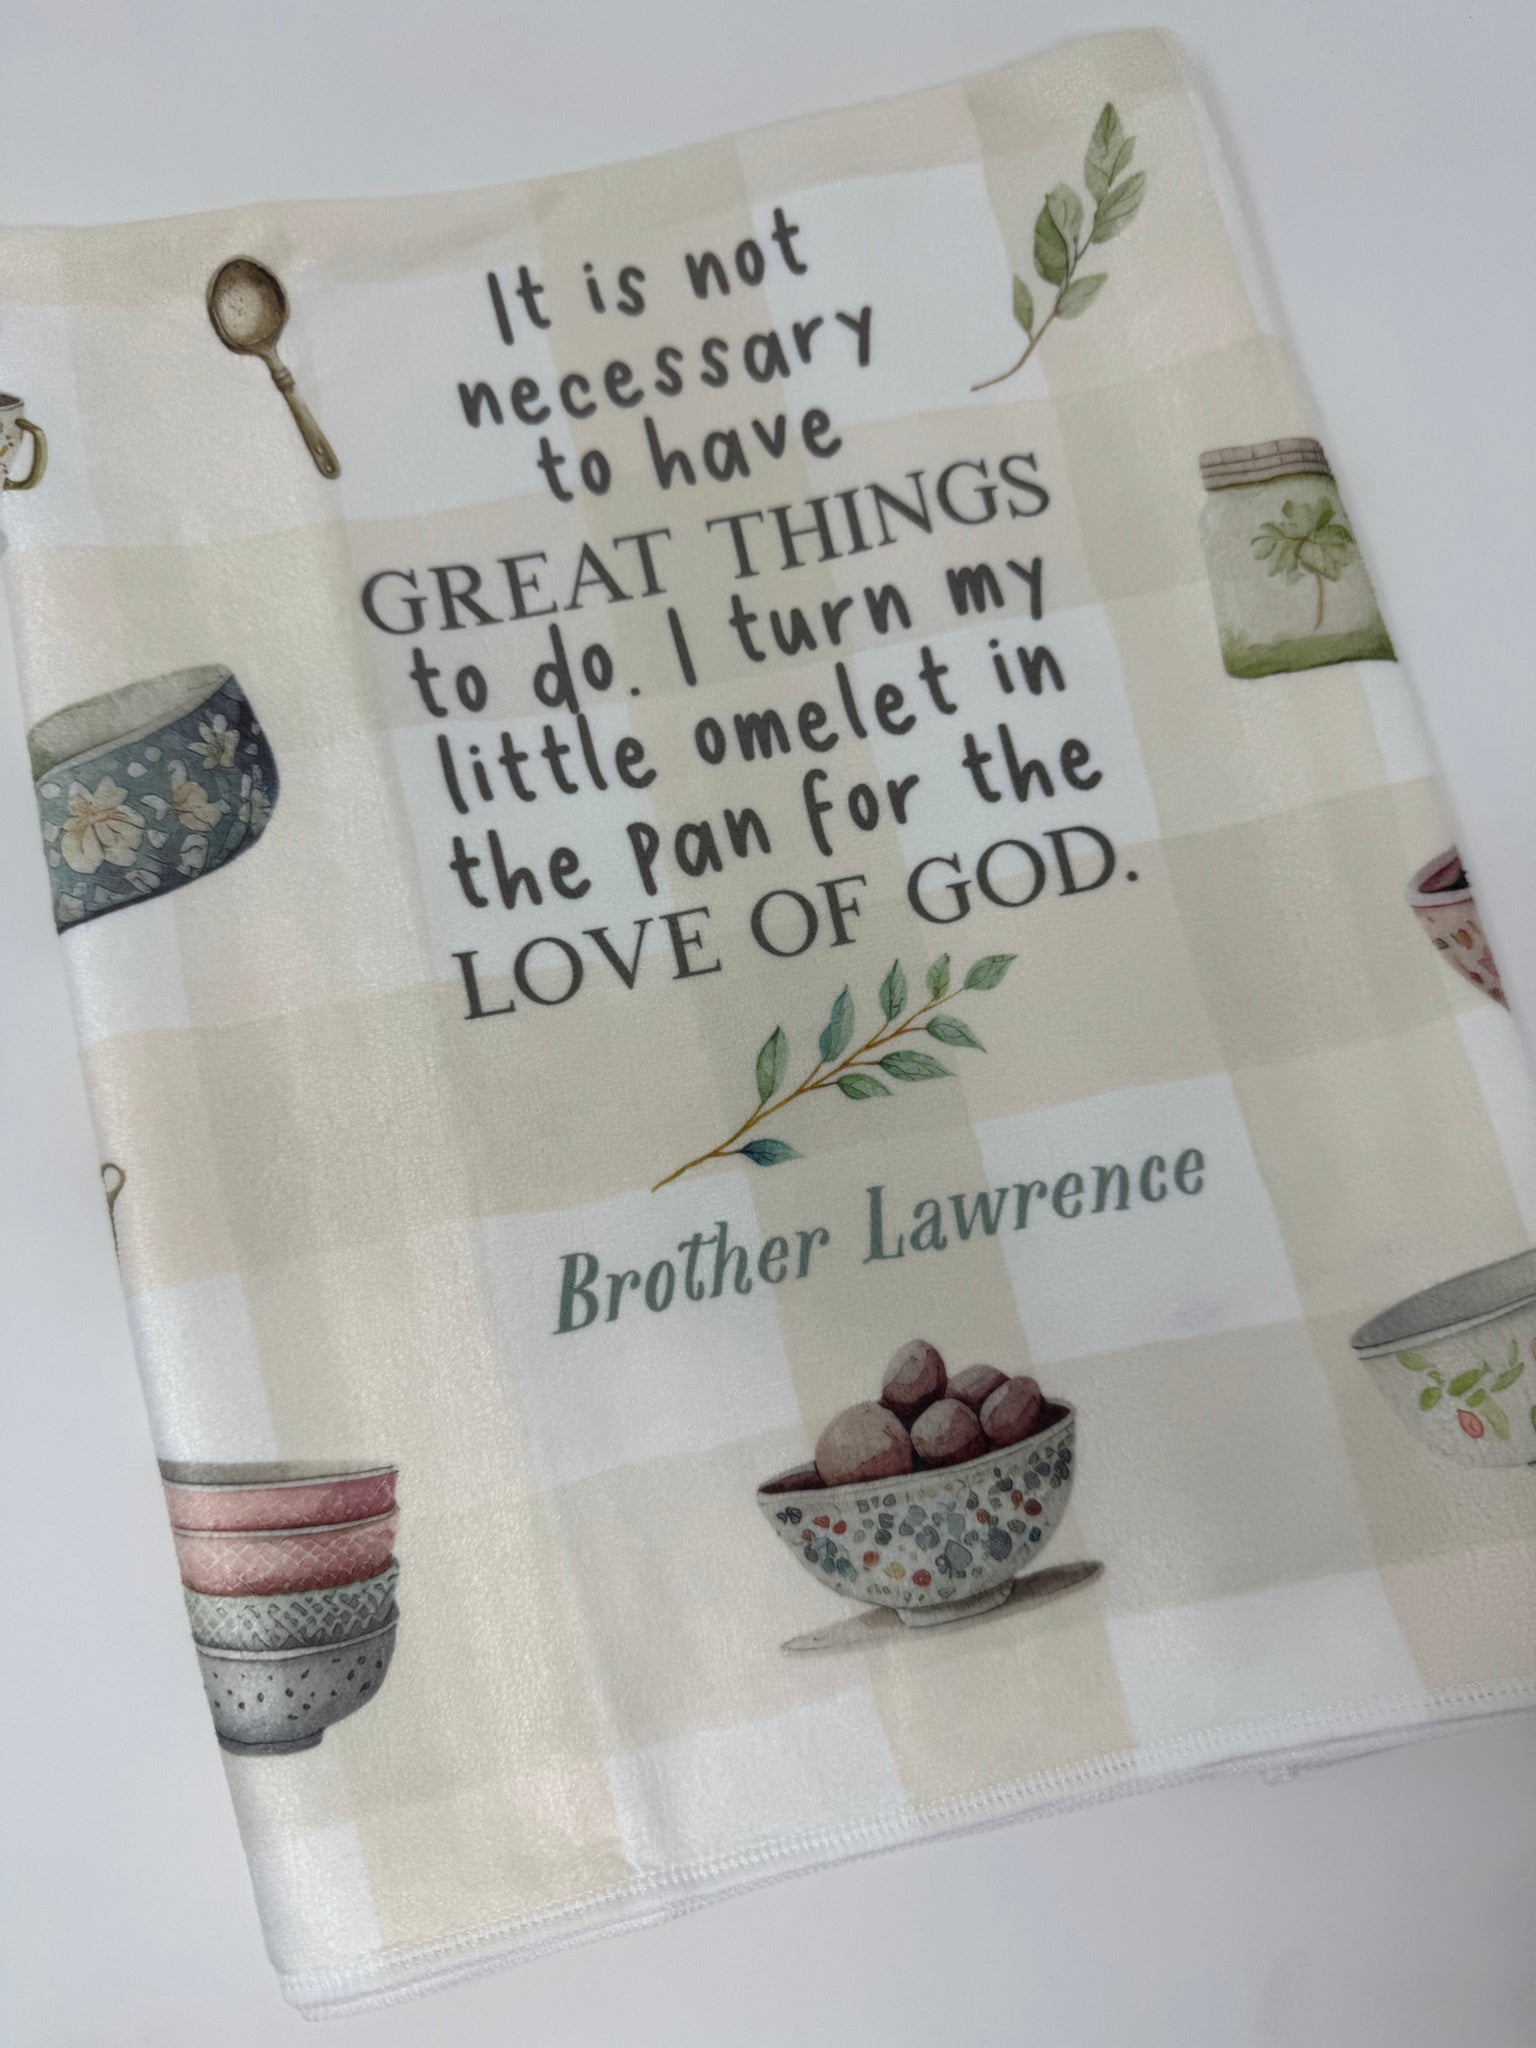 It is not
necessary
to have
GREAT THINGS
to do. I turn my
little omelet in
the Pan for the
LOVE OF GOD.
Brother Lawrence